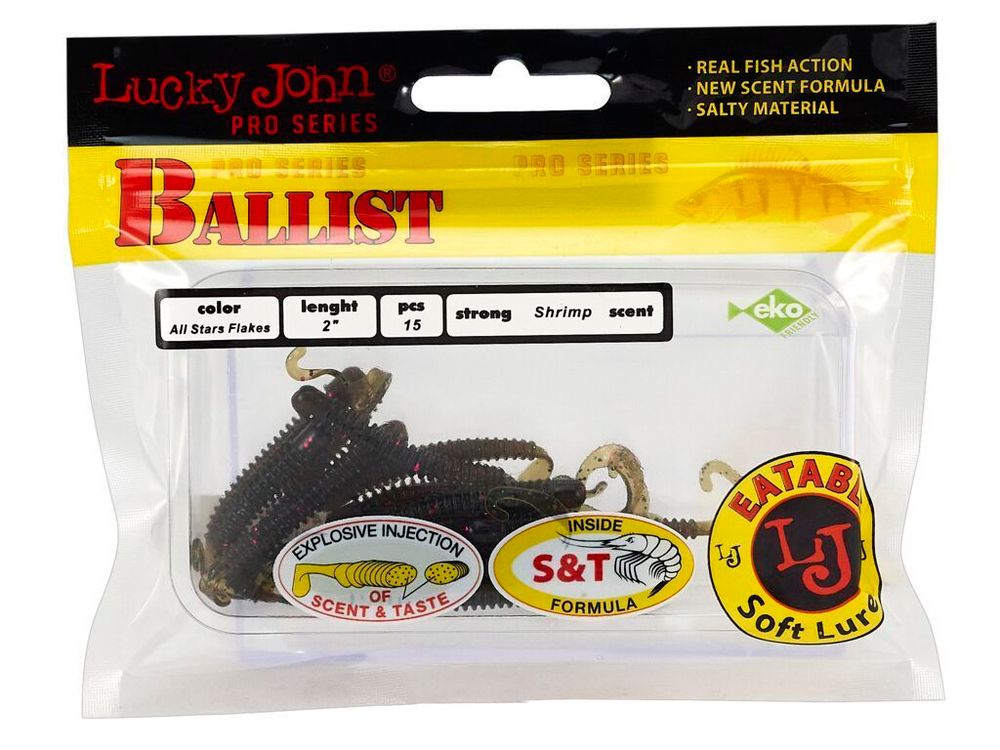 Lucky John®
PRO SERIES
· REAL FISH ACTION
· NEW SCENT FORMULA
· SALTY MATERIAL
PRO SERIES PRO SERIES
BALLIST
color
All Stars Flakes
lenght
2"
pcs
15
strong Shrimp scent
eko
FRIENDLY
EXPLOSIVE INJECTION
OF
SCENT & TASTE
INSIDE
S&T
FORMULA
EATABL
LJ LJ LJ
Soft Lure